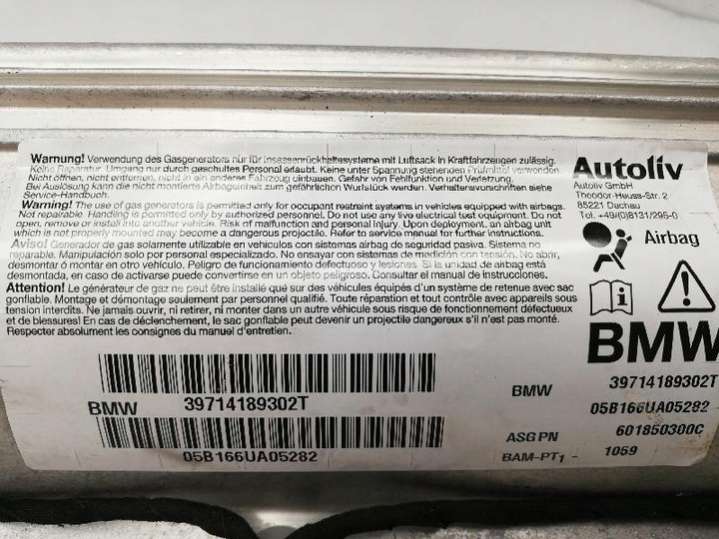 Warnung! Verwendung des Gasgenerators nur für Insassenrückhaltesysteme mit Luftsack in Kraftfahrzeugen zulässig.
Keine Reparatur. Umgang nur durch geschultes Personal erlaubt. Keine unter Spannung stehenden Prüfmittel verwenden.
Nicht öffnen, nicht entfernen, nicht in ein anderes Fahrzeug einbauen. Gefahr von Fehlfunktion und Verletzung.
Bei Auslösung kann die nicht montierte Airbageinheit zum gefährlichen Wurfstück werden. Verhaltensvorschriften siehe
Service-Handbuch.
Warning! The use of gas generators is permitted only for occupant restraint systems in vehicles equipped with airbags.
Not repairable. Handling is permitted only by authorized personnel. Do not use any live electrical test equipment. Do not
open, remove or install into another vehicle. Risk of malfunction and personal injury. Upon deployment, an airbag unit
which is not properly mounted may become a dangerous projectile. Refer to service manual for further instructions.
Aviso! Generador de gas solamente utilizable en vehiculos con sistemas airbag de seguridad pasiva. Sistema no
reparable. Manipulación solo por personal especializado. No ensayar con sistemas de medición con tensión. No abrir,
desmontar ó montar en otro vehículo. Peligro de funcionamiento defectuoso y lesiones. Si la unidad de airbag está
desmontada, en caso de activarse puede convertirse en un objeto peligroso. Consultar el manual de instrucciones.
Attention! Le générateur de gaz ne peut être installé que sur des véhicules équipés d'un système de retenue avec sac
gonflable. Montage et démontage seulement par personnel qualifié. Toute réparation et tout contrôle avec appareils sous
tension interdits. Ne jamais ouvrir, ni retirer, ni monter dans un autre véhicule sous risque de fonctionnement défectueux
et de blessures! En cas de déclenchement, le sac gonflable peut devenir un projectile dangereux s'il n'est pas monté.
Respecter absolument les consignes du manuel d'entretien.
Autoliv
Autoliv GmbH
Theodor-Heuss-Str. 2
85221 Dachau
Tel. +49/(0)8131/295-0
Airbag
BMW
BMW 39714189302T
05B166UA05282
BMW 39714189302T
05B166UA05282
ASG PN 601850300C
BAM-PT1 - 1059